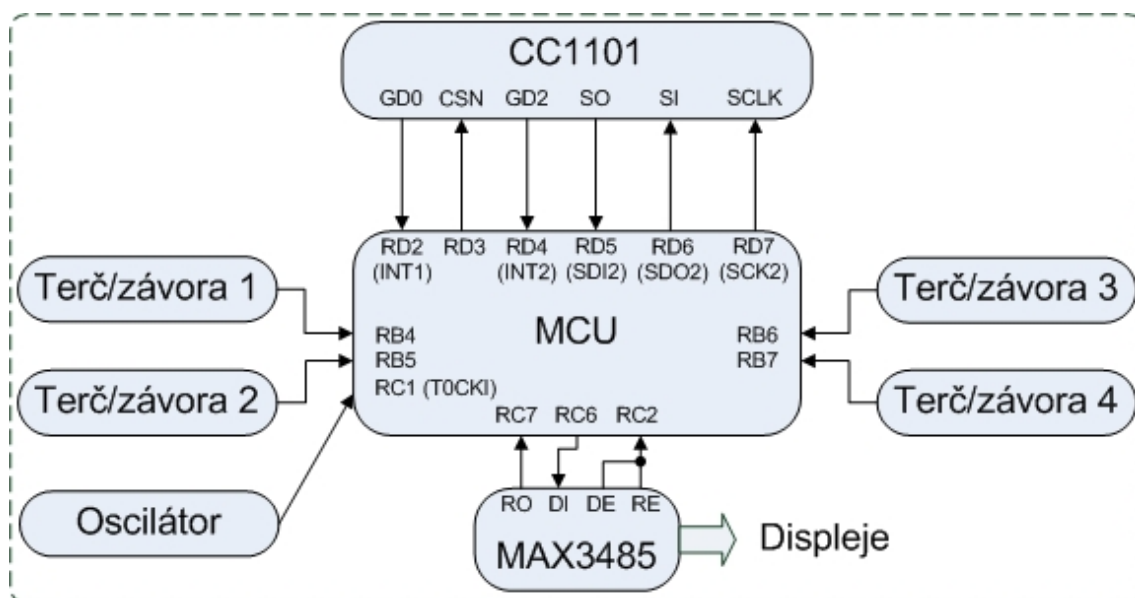 CC1101
GD0 CSN GD2 SO SI SCLK
RD2 RD3 RD4 RD5 RD6 RD7
(INT1) (INT2) (SDI2) (SDO2) (SCK2)
Terč/závora 1
Terč/závora 2
Oscilátor
MCU
RB4
RB5
RC1 (T0CKI)
RB6
RB7
RC7 RC6 RC2
Terč/závora 3
Terč/závora 4
RO DI DE RE
MAX3485
Displeje